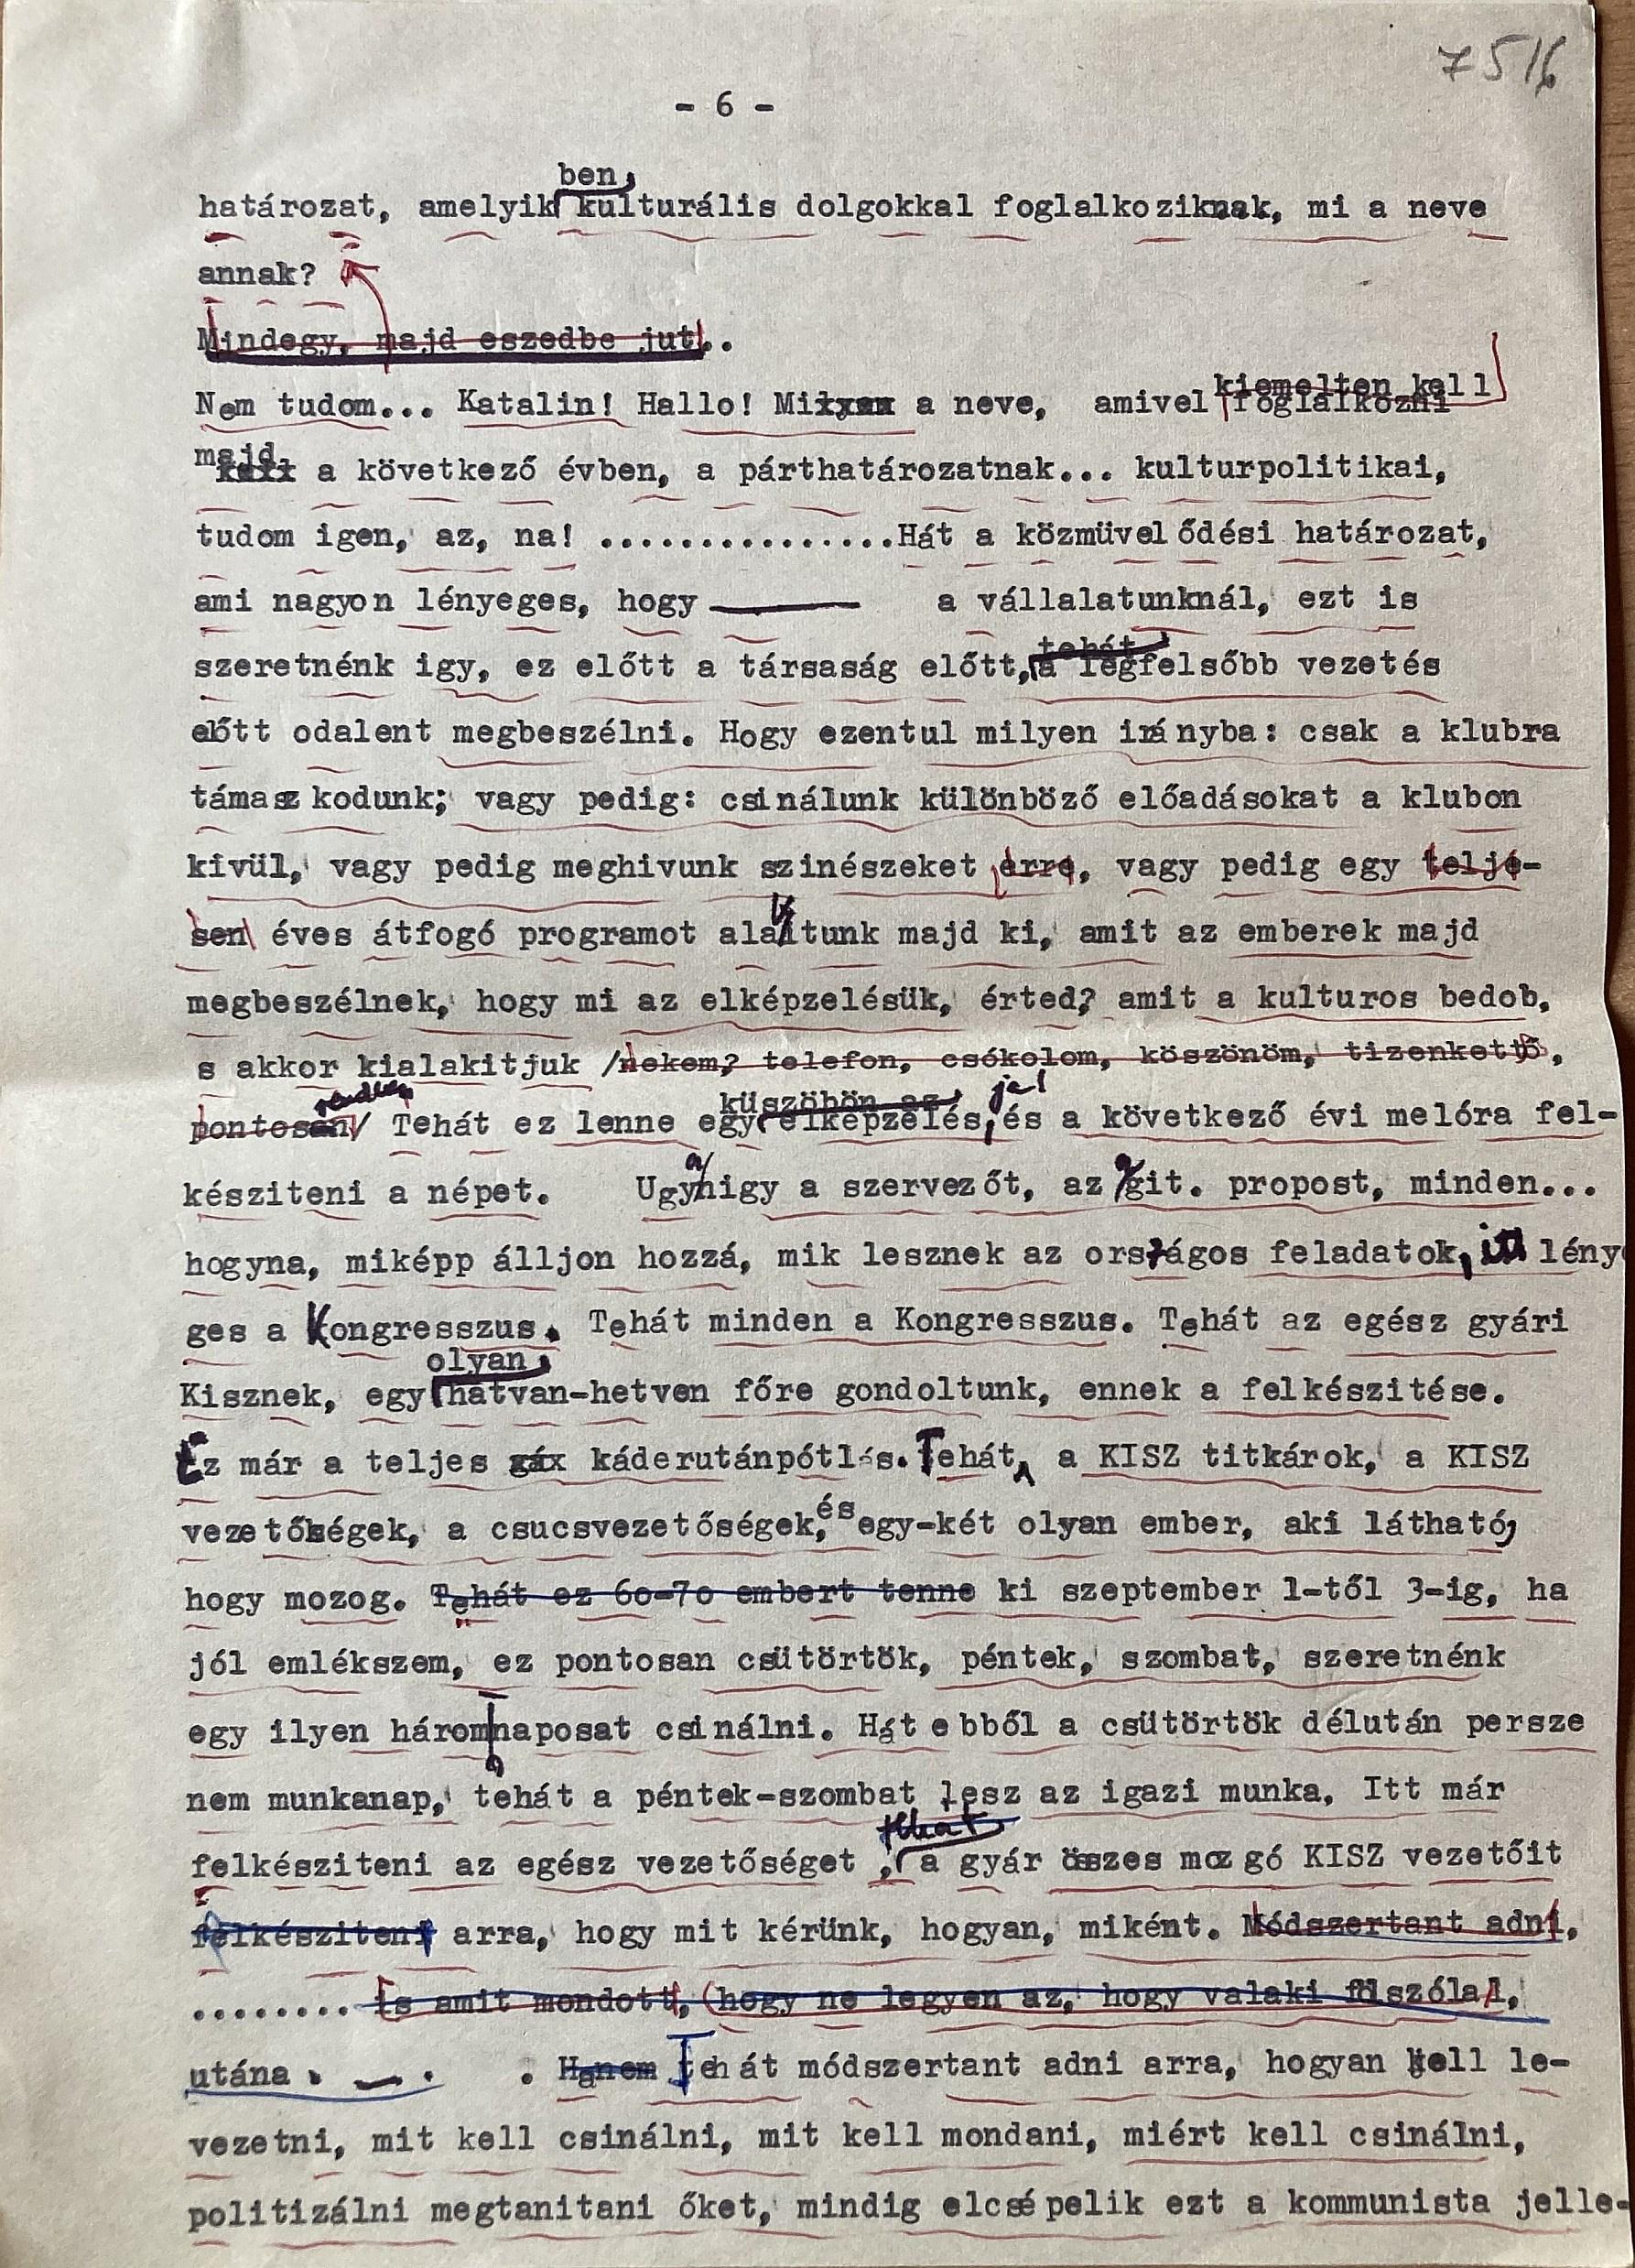 75/6
- 6 -
ben
határozat, amelyik kulturális dolgokkal foglalkoziknak, mi a neve
annak?
Mindegy, majd eszedbe jut..
kiemelten kell
Nem tudom... Katalin! Hallo! Mi a neve, amivel foglalkozni
majd
kell a következő évben, a párthatározatnak... kulturpolitikai,
tudom igen, az, na! ...............Hát a közmüvelődési határozat,
ami nagyon lényeges, hogy a vállalatunknál, ezt is
tehát
szeretnénk igy, ez előtt a társaság előtt, a legfelsőbb vezetés
előtt odalent megbeszélni. Hogy ezentul milyen irányba: csak a klubra
támaszkodunk; vagy pedig: csinálunk különböző előadásokat a klubon
kivül, vagy pedig meghivunk szinészeket erre, vagy pedig egy telje-
sen éves átfogó programot alakitunk majd ki, amit az emberek majd
megbeszélnek, hogy mi az elképzelésük, érted? amit a kulturos bedob,
s akkor kialakitjuk /nekem? telefon, csókolom, köszönöm, tizenkettő,
rendben küszöbön az ja!
pontosan/ Tehát ez lenne egy elképzelés, és a következő évi melóra fel-
késziteni a népet. Ugyanigy a szervezőt, az agit. propost, minden...
hogyna, miképp álljon hozzá, mik lesznek az országos feladatok, itt lénye
ges a Kongresszus. Tehát minden a Kongresszus. Tehát az egész gyári
olyan
Kisznek, egy hatvan-hetven főre gondoltunk, ennek a felkészitése.
Ez már a teljes káderutánpótlás. Tehát, a KISZ titkárok, a KISZ
vezetőségek, a csucsvezetőségek, és egy-két olyan ember, aki látható,
hogy mozog. Tehát ez 6o-7o embert tenne ki szeptember 1-től 3-ig, ha
jól emlékszem, ez pontosan csütörtök, péntek, szombat, szeretnénk
egy ilyen háromnaposat csinálni. Hát ebből a csütörtök délután persze
nem munkanap, tehát a péntek-szombat lesz az igazi munka, Itt már
tehát
felkésziteni az egész vezetőséget, a gyár összes mozgó KISZ vezetőit
felkésziteni arra, hogy mit kérünk, hogyan, miként. Módszertant adni,
........ És amit mondott, (hogy ne legyen az, hogy valaki fölszólal,
utána . Hanem Tehát módszertant adni arra, hogyan kell le-
vezetni, mit kell csinálni, mit kell mondani, miért kell csinálni,
politizálni megtanitani őket, mindig elcsépelik ezt a kommunista jelle-